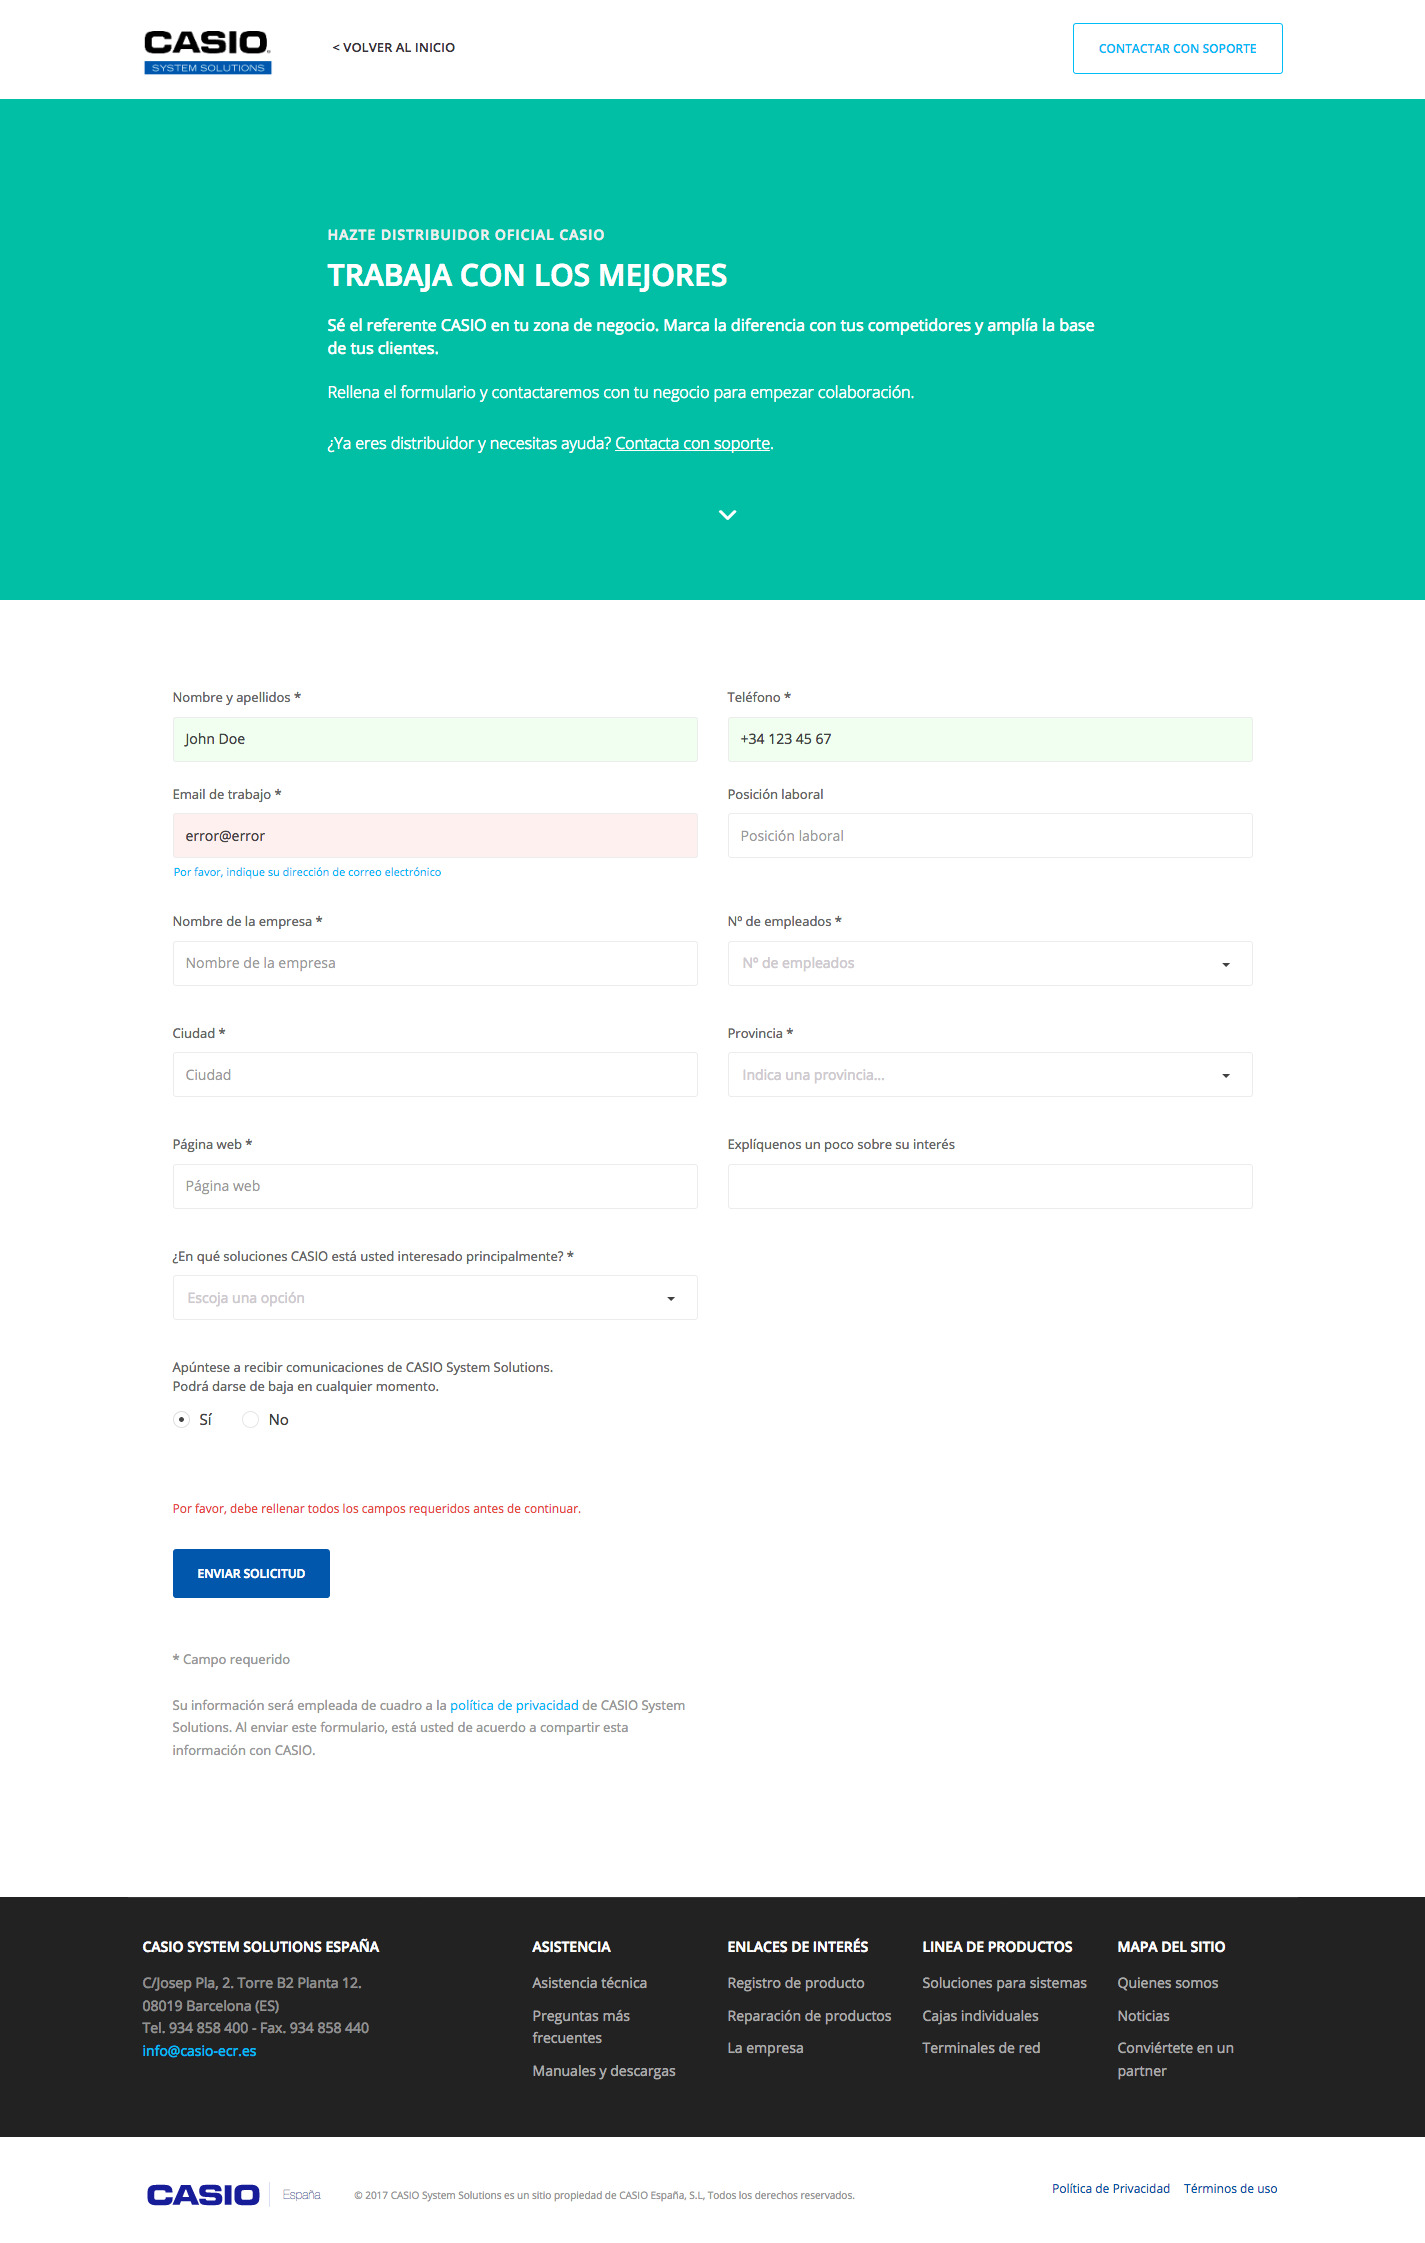 CASIO
SYSTEM SOLUTIONS
< VOLVER AL INICIO
CONTACTAR CON SOPORTE
HAZTE DISTRIBUIDOR OFICIAL CASIO
TRABAJA CON LOS MEJORES
Sé el referente CASIO en tu zona de negocio. Marca la diferencia con tus competidores y amplía la base
de tus clientes.
Rellena el formulario y contactaremos con tu negocio para empezar colaboración.
¿Ya eres distribuidor y necesitas ayuda? Contacta con soporte.
Nombre y apellidos *
John Doe
Teléfono *
+34 123 45 67
Email de trabajo *
error@error
Por favor, indique su dirección de correo electrónico
Posición laboral
Posición laboral
Nombre de la empresa *
Nombre de la empresa
Nº de empleados *
Nº de empleados
Ciudad *
Ciudad
Provincia *
Indica una provincia...
Página web *
Página web
Explíquenos un poco sobre su interés
¿En qué soluciones CASIO está usted interesado principalmente? *
Escoja una opción
Apúntese a recibir comunicaciones de CASIO System Solutions.
Podrá darse de baja en cualquier momento.
Sí
No
Por favor, debe rellenar todos los campos requeridos antes de continuar.
ENVIAR SOLICITUD
* Campo requerido
Su información será empleada de cuadro a la política de privacidad de CASIO System
Solutions. Al enviar este formulario, está usted de acuerdo a compartir esta
información con CASIO.
CASIO SYSTEM SOLUTIONS ESPAÑA
C/Josep Pla, 2. Torre B2 Planta 12.
08019 Barcelona (ES)
Tel. 934 858 400 - Fax. 934 858 440
info@casio-ecr.es
ASISTENCIA
Asistencia técnica
Preguntas más
frecuentes
Manuales y descargas
ENLACES DE INTERÉS
Registro de producto
Reparación de productos
La empresa
LINEA DE PRODUCTOS
Soluciones para sistemas
Cajas individuales
Terminales de red
MAPA DEL SITIO
Quienes somos
Noticias
Conviértete en un
partner
CASIO
España
© 2017 CASIO System Solutions es un sitio propiedad de CASIO España, S.L, Todos los derechos reservados.
Política de Privacidad
Términos de uso